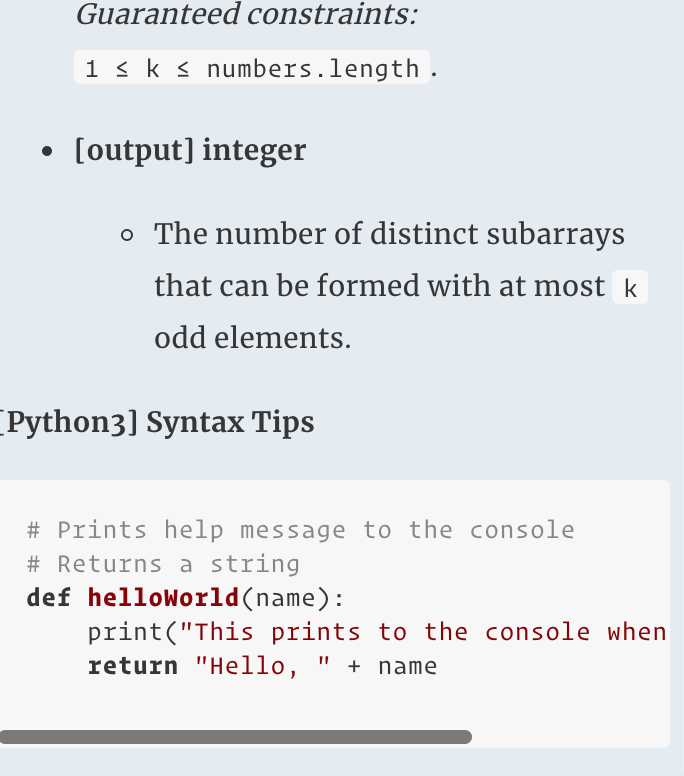 Guaranteed constraints:
1 ≤ k ≤ numbers.length.
[output] integer
The number of distinct subarrays
that can be formed with at most k
odd elements.
[Python3] Syntax Tips
# Prints help message to the console
# Returns a string
def helloWorld(name):
    print("This prints to the console when
    return "Hello, " + name